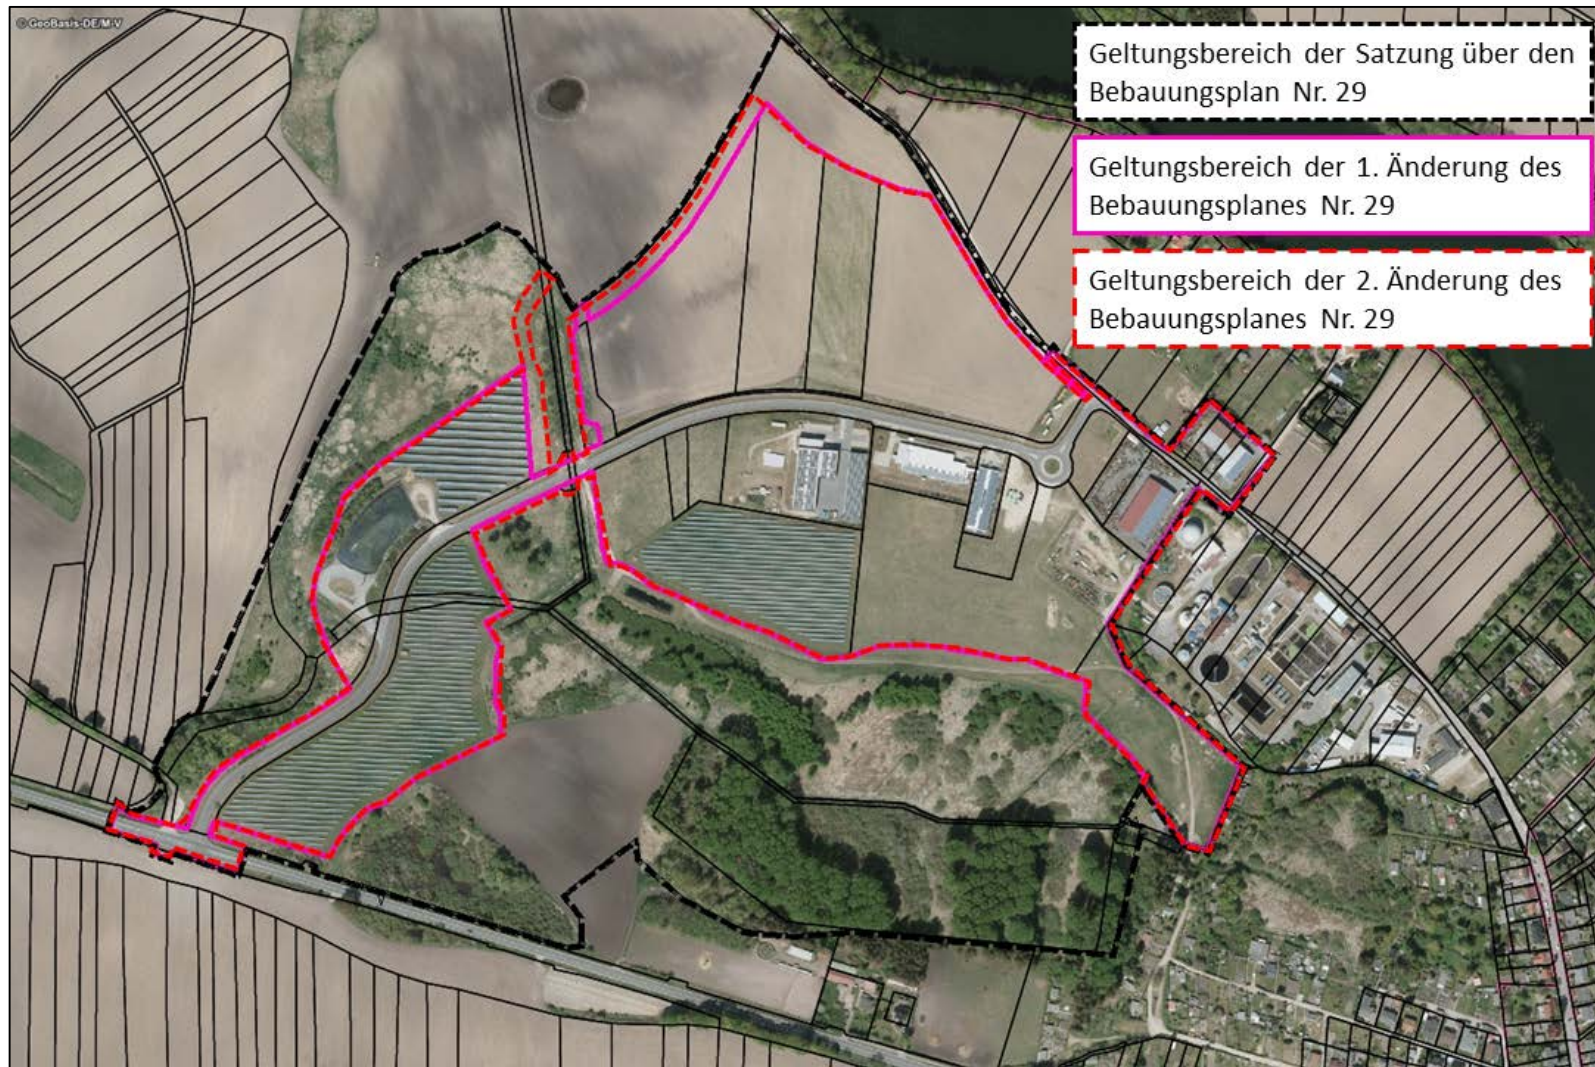 © GeoBasis-DE/M-V
Geltungsbereich der Satzung über den
Bebauungsplan Nr. 29
Geltungsbereich der 1. Änderung des
Bebauungsplanes Nr. 29
Geltungsbereich der 2. Änderung des
Bebauungsplanes Nr. 29